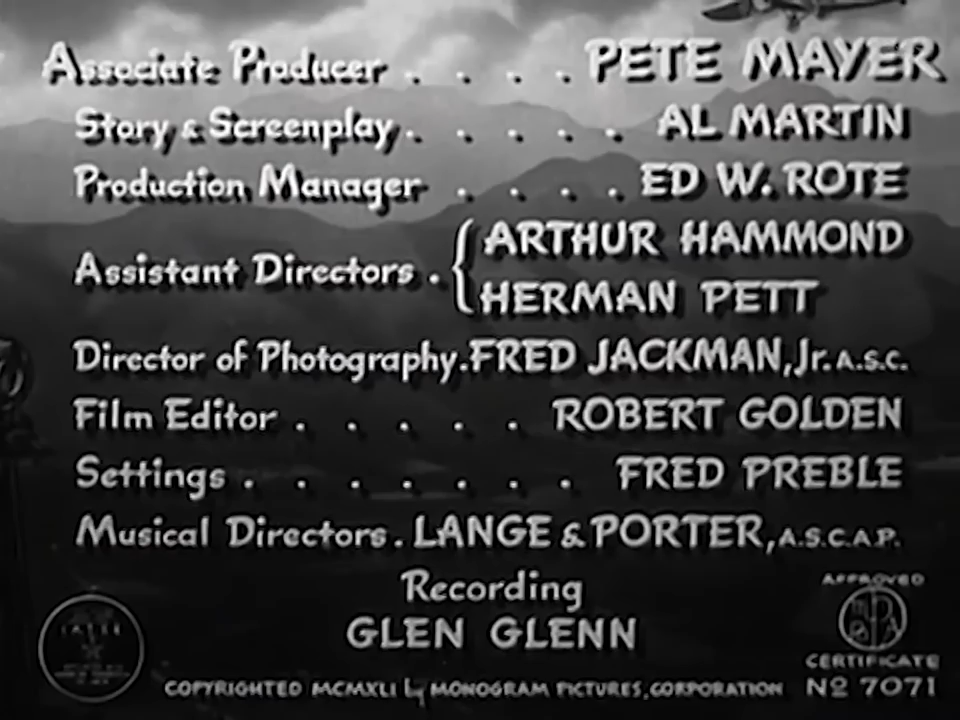 Associate Producer . . . . PETE MAYER
Story & Screenplay . . . . . AL MARTIN
Production Manager . . . . ED W. ROTE
Assistant Directors . { ARTHUR HAMMOND
HERMAN PETT
Director of Photography. FRED JACKMAN, Jr. A.S.C.
Film Editor . . . . . ROBERT GOLDEN
Settings . . . . . . . FRED PREBLE
Musical Directors . LANGE & PORTER, A.S.C.A.P.
Recording
GLEN GLENN
APPROVED
MPPDA
CERTIFICATE
Nº 7071
IATSE
COPYRIGHTED MCMXLI by MONOGRAM PICTURES, CORPORATION